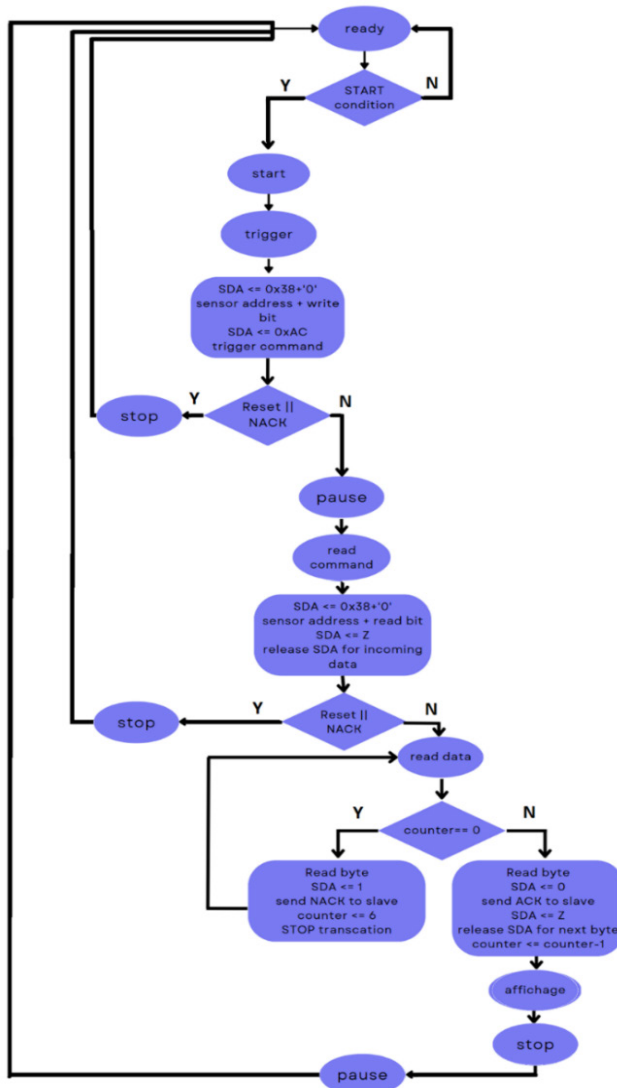 ready
START
condition
Y
N
start
trigger
SDA <= 0x38+'0'
sensor address + write
bit
SDA <= 0xAC
trigger command
Reset ||
NACK
Y
N
stop
pause
read
command
SDA <= 0x38+'0'
sensor address + read bit
SDA <= Z
release SDA for incoming
data
Reset ||
NACK
Y
N
stop
read data
counter== 0
Y
N
Read byte
SDA <= 1
send NACK to slave
counter <= 6
STOP transcation
Read byte
SDA <= 0
send ACK to slave
SDA <= Z
release SDA for next byte
counter <= counter-1
affichage
stop
pause